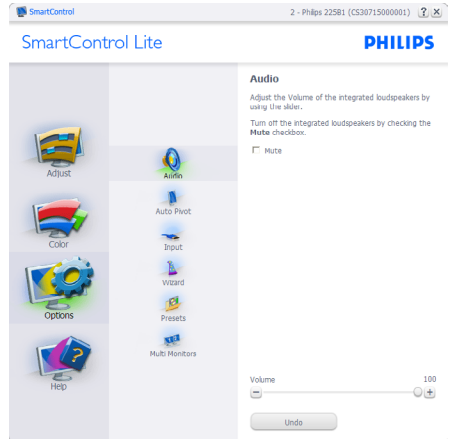 SmartControl
2 - Philips 225B1 (CS30715000001)
SmartControl Lite
PHILIPS
Adjust
Color
Options
Help
Audio
Auto Pivot
Input
Wizard
Presets
Multi Monitors
Audio
Adjust the Volume of the integrated loudspeakers by
using the slider.
Turn off the integrated loudspeakers by checking the
Mute checkbox.
Mute
Volume 100
Undo